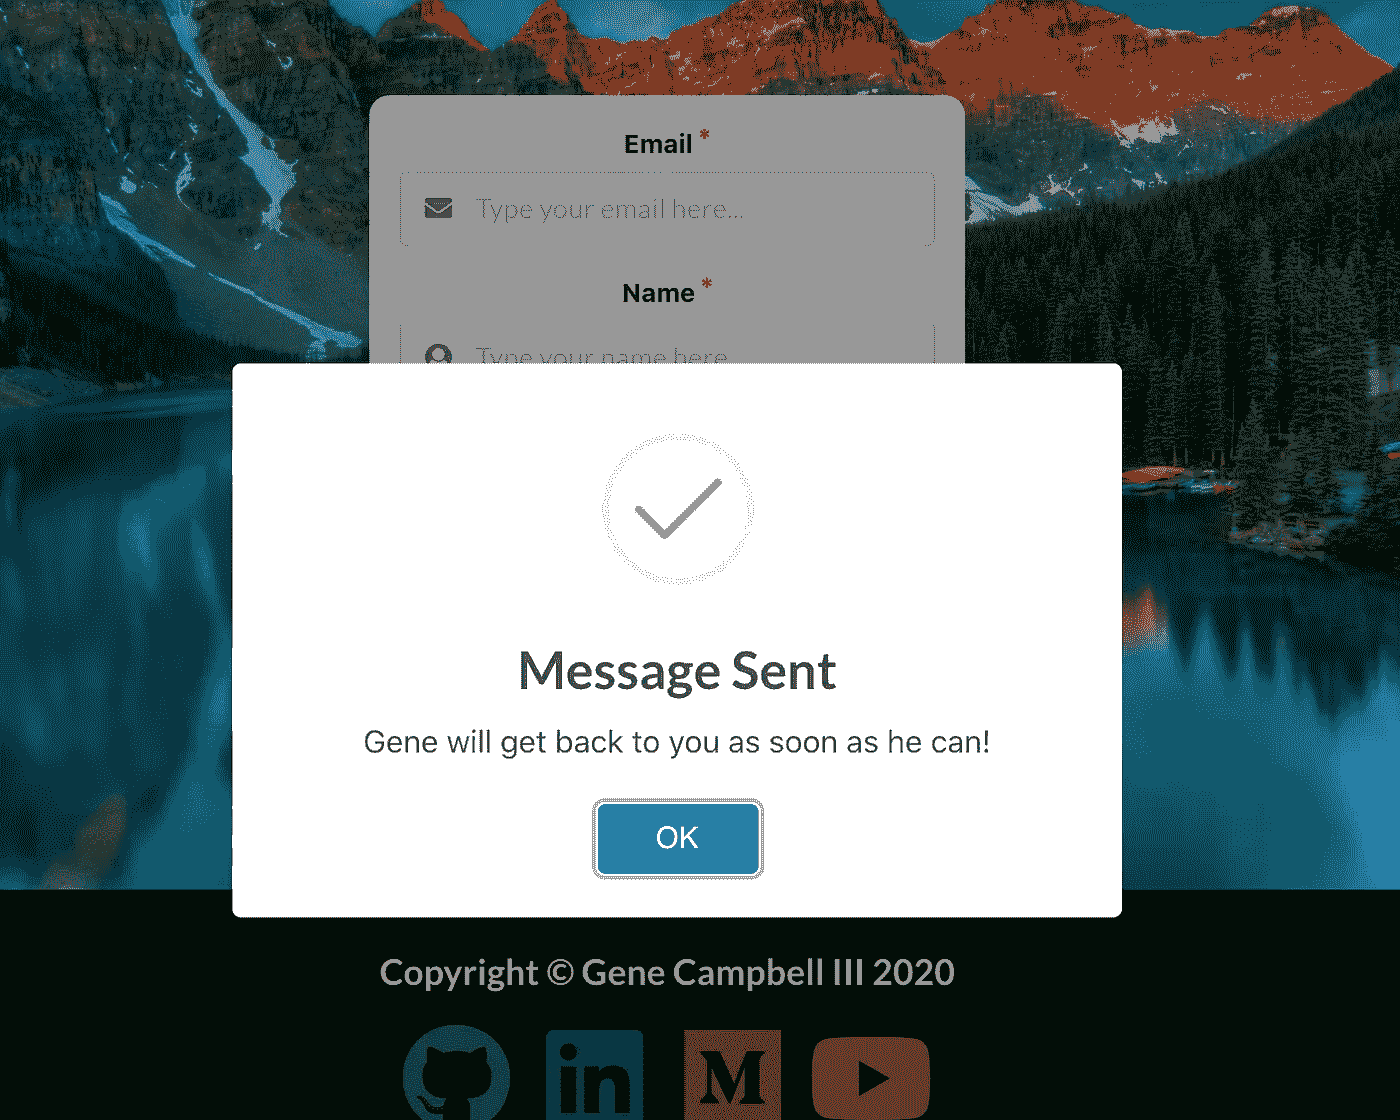 Email *
Type your email here...
Name *
Type your name here
Message Sent
Gene will get back to you as soon as he can!
OK
Copyright © Gene Campbell III 2020
in
M